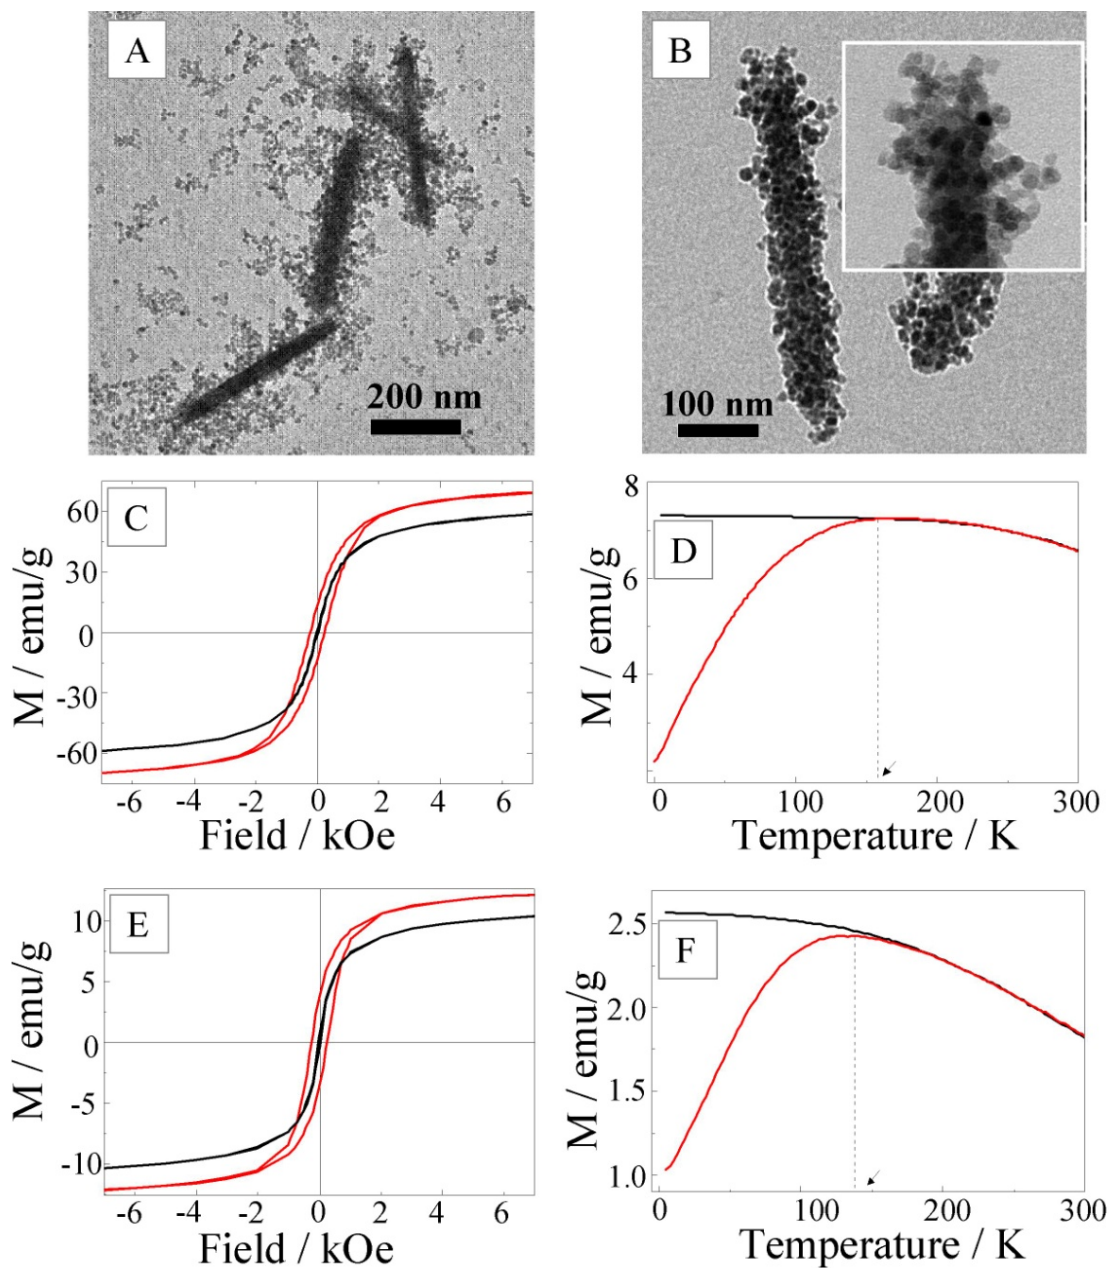 A
200 nm
B
100 nm
C
60
30
0
-30
-60
M / emu/g
-6 -4 -2 0 2 4 6
Field / kOe
D
8
6
4
M / emu/g
0 100 200 300
Temperature / K
E
10
5
0
-5
-10
M / emu/g
-6 -4 -2 0 2 4 6
Field / kOe
F
2.5
2.0
1.5
1.0
M / emu/g
0 100 200 300
Temperature / K